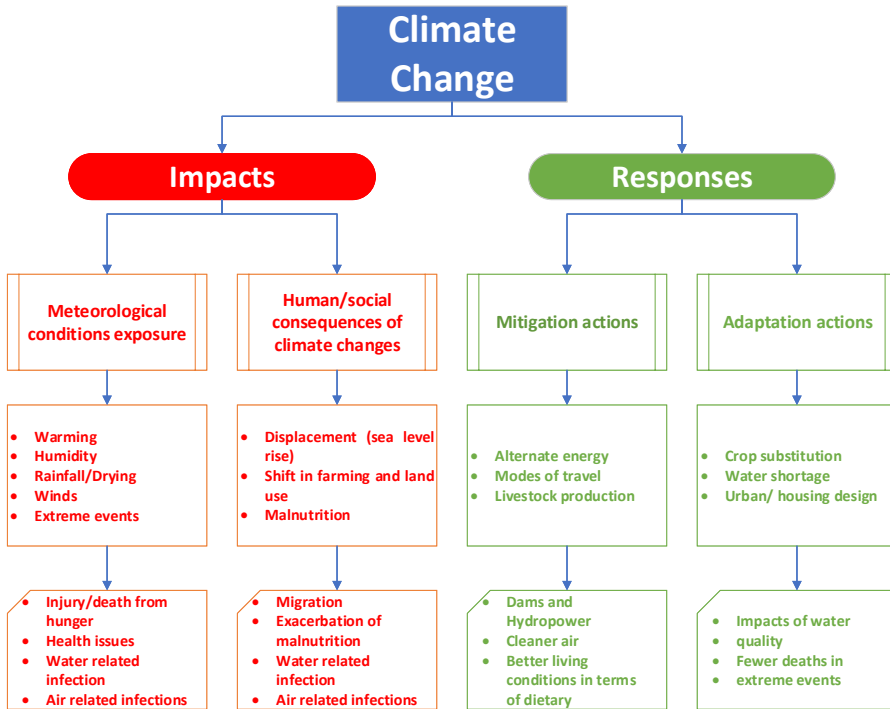 Climate
Change
Impacts
Responses
Meteorological
conditions exposure
Human/social
consequences of
climate changes
Mitigation actions
Adaptation actions
• Warming
• Humidity
• Rainfall/Drying
• Winds
• Extreme events
• Displacement (sea level
rise)
• Shift in farming and land
use
• Malnutrition
• Alternate energy
• Modes of travel
• Livestock production
• Crop substitution
• Water shortage
• Urban/ housing design
• Injury/death from
hunger
• Health issues
• Water related
infection
• Air related infections
• Migration
• Exacerbation of
malnutrition
• Water related
infection
• Air related infections
• Dams and
Hydropower
• Cleaner air
• Better living
conditions in terms
of dietary
• Impacts of water
• quality
• Fewer deaths in
• extreme events